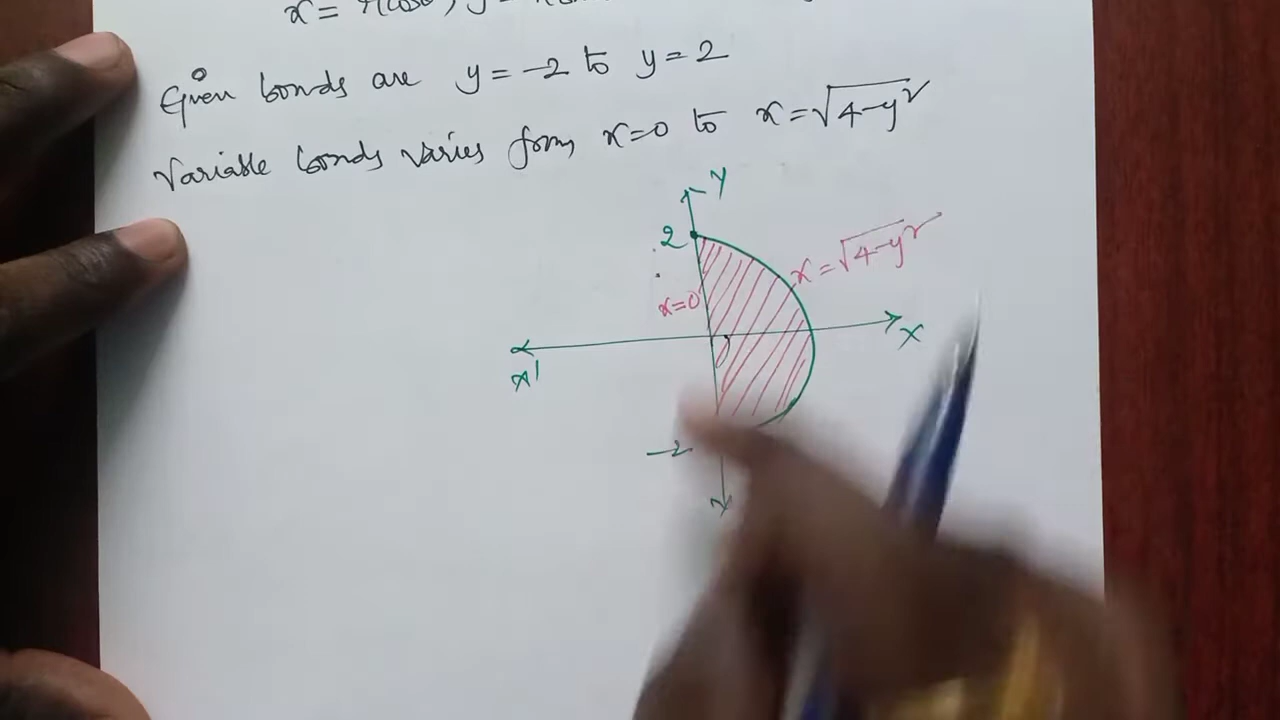 x =
Given bonds are y = -2 to y = 2
Variable bonds varies from x=0 to x = √4-y²
Y
2
x = √4-y²
x=0
0
X
X'
-2